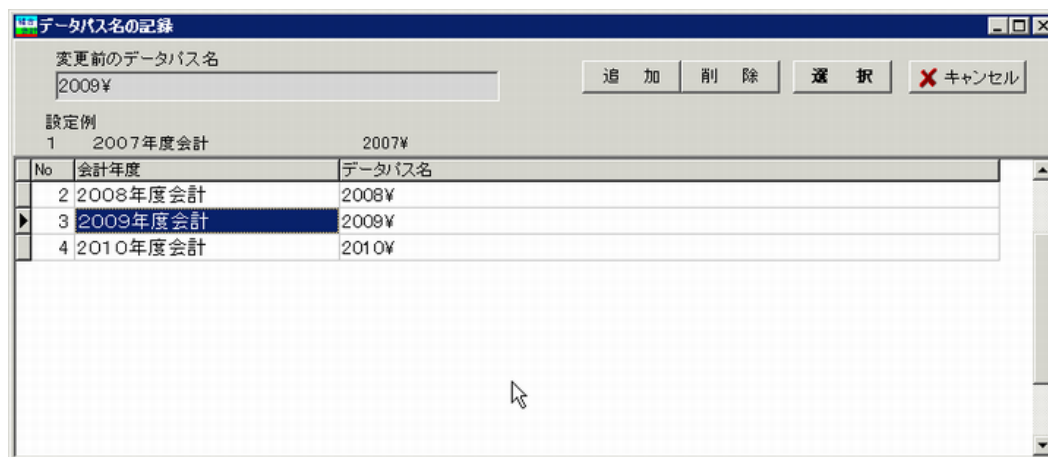 データパス名の記録
変更前のデータパス名
2009¥
追 加 削 除 選 択 キャンセル
設定例
1 2007年度会計 2007¥
No 会計年度 データパス名
2 2008年度会計 2008¥
3 2009年度会計 2009¥
4 2010年度会計 2010¥